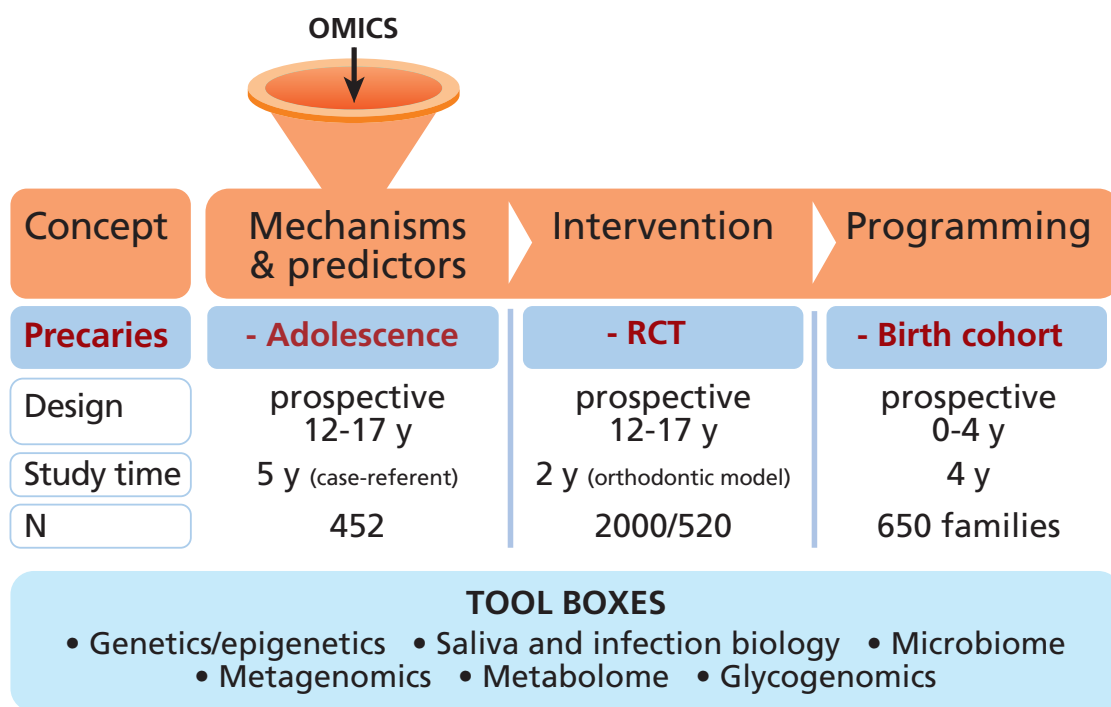 OMICS
Concept
Mechanisms
& predictors
Intervention
Programming
Precaries
- Adolescence
- RCT
- Birth cohort
Design
prospective
12-17 y
prospective
12-17 y
prospective
0-4 y
Study time
5 y (case-referent)
2 y (orthodontic model)
4 y
N
452
2000/520
650 families
TOOL BOXES
• Genetics/epigenetics • Saliva and infection biology • Microbiome
• Metagenomics • Metabolome • Glycogenomics